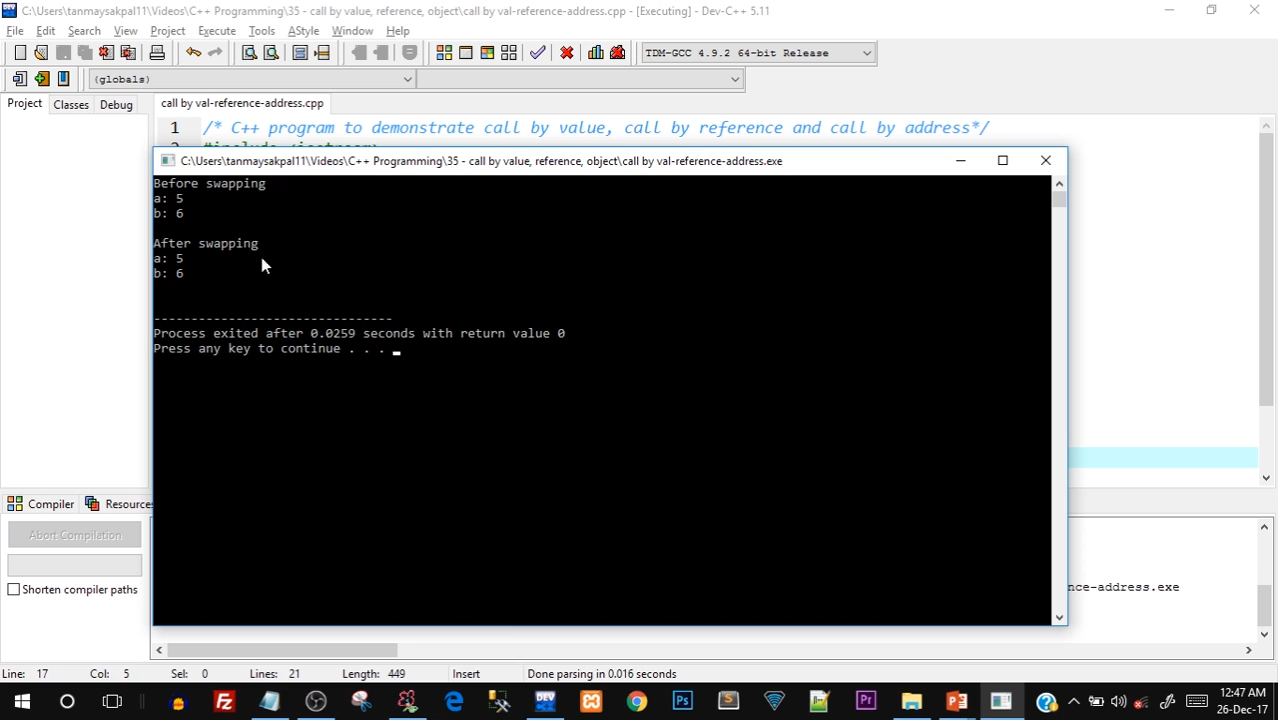 C:\Users\tanmaysakpal11\Videos\C++ Programming\35 - call by value, reference, object\call by val-reference-address.cpp - [Executing] - Dev-C++ 5.11
File Edit Search View Project Execute Tools AStyle Window Help
TDM-GCC 4.9.2 64-bit Release
(globals)
Project Classes Debug
call by val-reference-address.cpp
1 /* C++ program to demonstrate call by value, call by reference and call by address*/
#include <iostream>
C:\Users\tanmaysakpal11\Videos\C++ Programming\35 - call by value, reference, object\call by val-reference-address.exe
Before swapping
a: 5
b: 6
After swapping
a: 5
b: 6
--------------------------------
Process exited after 0.0259 seconds with return value 0
Press any key to continue . . .
Compiler Resources
Abort Compilation
Shorten compiler paths
nce-address.exe
Line: 17 Col: 5 Sel: 0 Lines: 21 Length: 449 Insert Done parsing in 0.016 seconds
12:47 AM
26-Dec-17